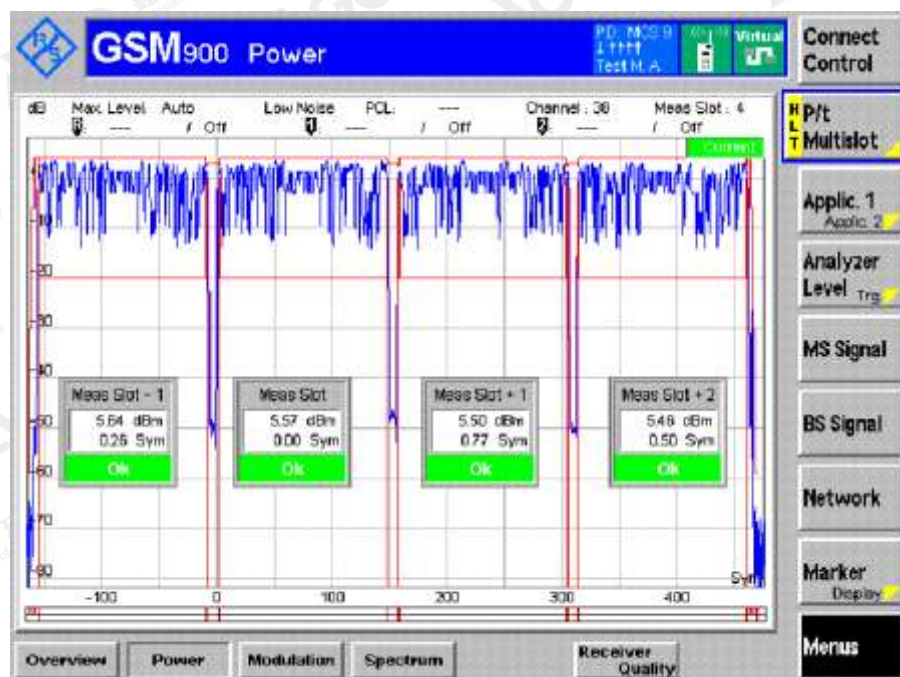 GSM900 Power
PD: MCS 9
Test M. A
Virtual
Connect
Control
dB Max. Level: Auto Low Noise PCL: --- Channel : 38 Meas Slot : 4
--- / Off --- / Off --- / Off
Current
P/t
Multislot
Applic. 1
Applic. 2
Analyzer
Level Trg.
MS Signal
BS Signal
Network
Marker
Display
Menus
-10
-20
-30
-40
-50
-60
-70
-80
Meas Slot - 1
5.64 dBm
0.26 Sym
Ok
Meas Slot
5.57 dBm
0.00 Sym
Ok
Meas Slot + 1
5.50 dBm
0.77 Sym
Ok
Meas Slot + 2
5.46 dBm
0.50 Sym
Ok
Sym
-100 0 100 200 300 400
Overview Power Modulation Spectrum Receiver
Quality